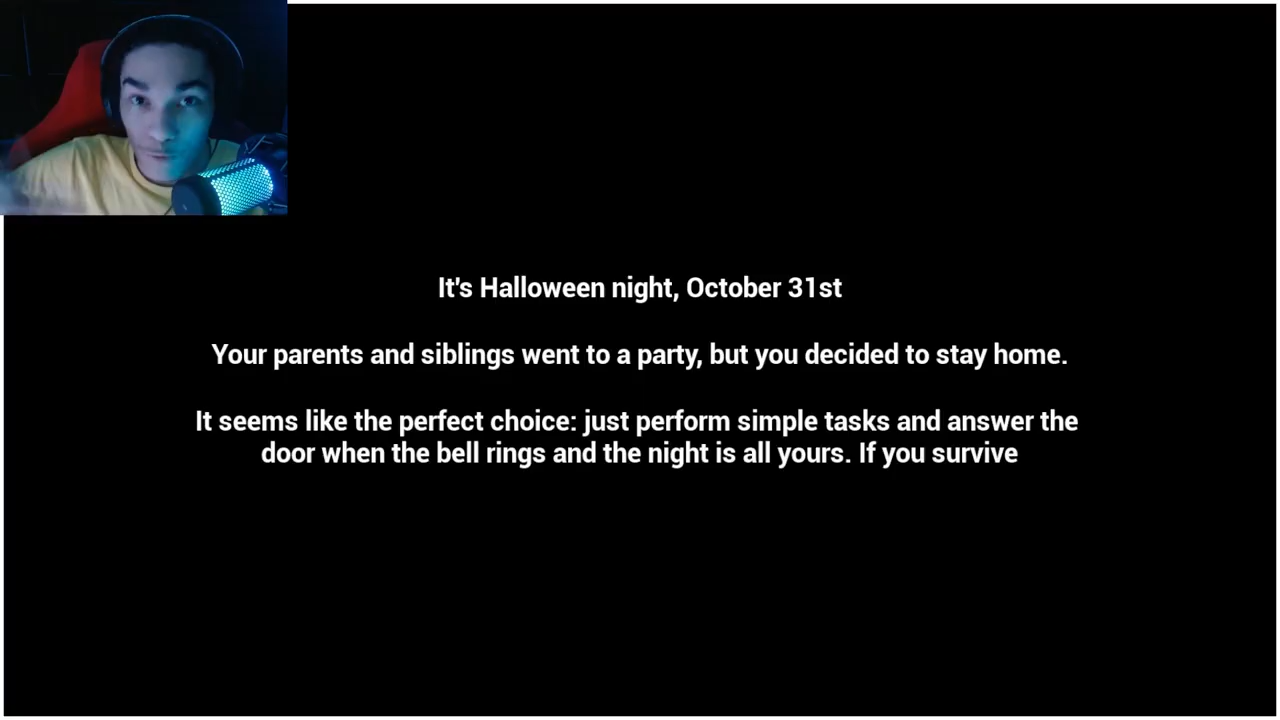 It's Halloween night, October 31st
Your parents and siblings went to a party, but you decided to stay home.
It seems like the perfect choice: just perform simple tasks and answer the
door when the bell rings and the night is all yours. If you survive